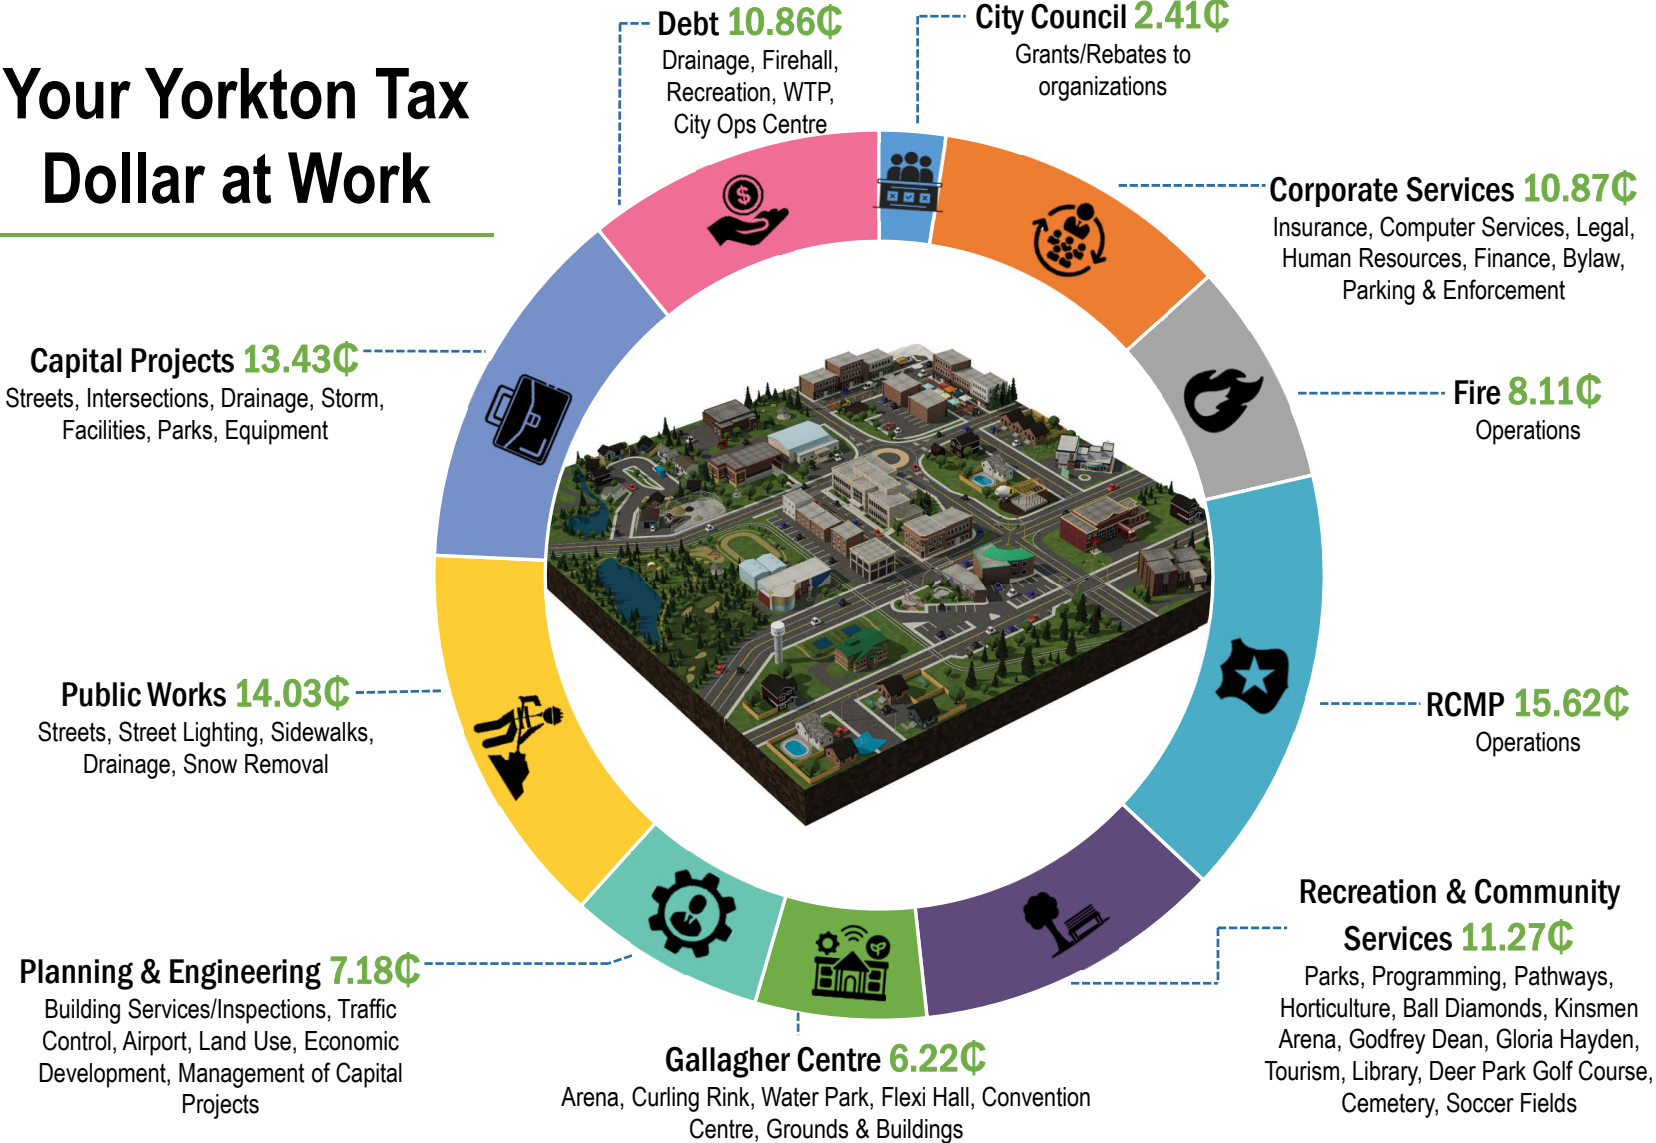 Your Yorkton Tax
Dollar at Work
Debt 10.86₵
Drainage, Firehall,
Recreation, WTP,
City Ops Centre
City Council 2.41₵
Grants/Rebates to
organizations
Corporate Services 10.87₵
Insurance, Computer Services, Legal,
Human Resources, Finance, Bylaw,
Parking & Enforcement
Fire 8.11₵
Operations
RCMP 15.62₵
Operations
Recreation & Community
Services 11.27₵
Parks, Programming, Pathways,
Horticulture, Ball Diamonds, Kinsmen
Arena, Godfrey Dean, Gloria Hayden,
Tourism, Library, Deer Park Golf Course,
Cemetery, Soccer Fields
Gallagher Centre 6.22₵
Arena, Curling Rink, Water Park, Flexi Hall, Convention
Centre, Grounds & Buildings
Planning & Engineering 7.18₵
Building Services/Inspections, Traffic
Control, Airport, Land Use, Economic
Development, Management of Capital
Projects
Public Works 14.03₵
Streets, Street Lighting, Sidewalks,
Drainage, Snow Removal
Capital Projects 13.43₵
Streets, Intersections, Drainage, Storm,
Facilities, Parks, Equipment